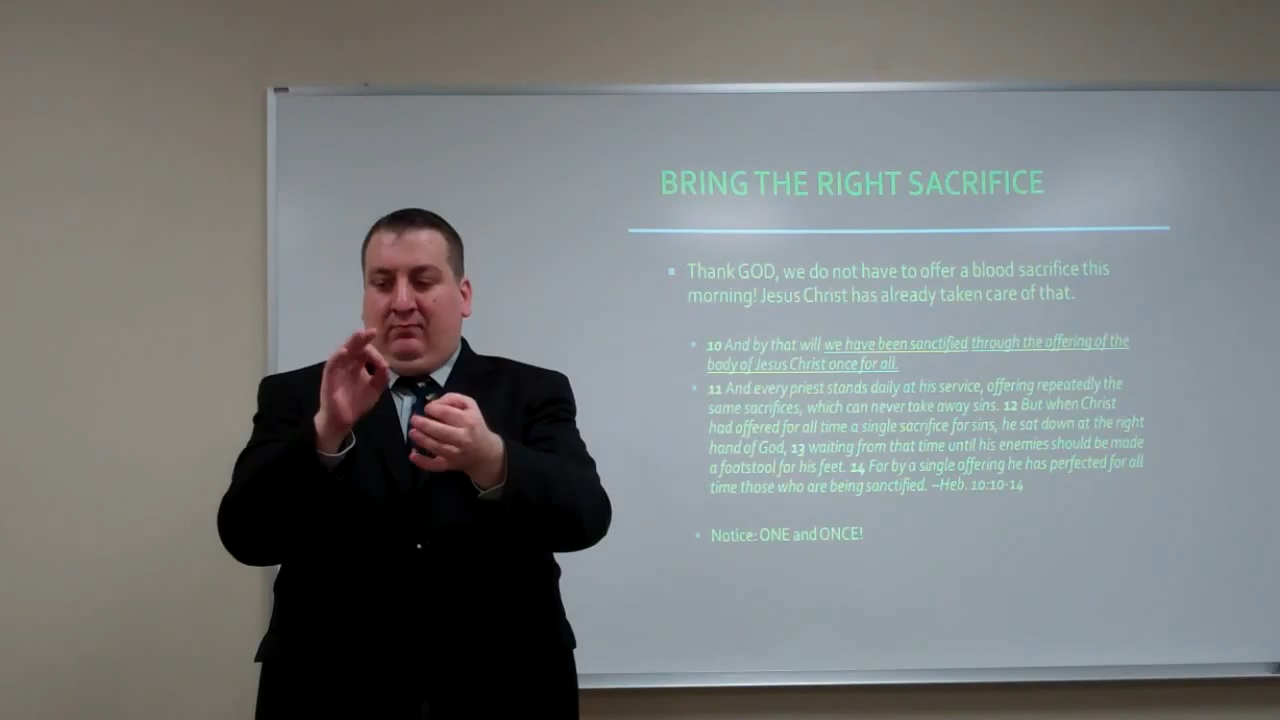 BRING THE RIGHT SACRIFICE
▪ Thank GOD, we do not have to offer a blood sacrifice this
morning! Jesus Christ has already taken care of that.
▪ 10 And by that will we have been sanctified through the offering of the
body of Jesus Christ once for all.
▪ 11 And every priest stands daily at his service, offering repeatedly the
same sacrifices, which can never take away sins. 12 But when Christ
had offered for all time a single sacrifice for sins, he sat down at the right
hand of God, 13 waiting from that time until his enemies should be made
a footstool for his feet. 14 For by a single offering he has perfected for all
time those who are being sanctified. –Heb. 10:10-14
▪ Notice: ONE and ONCE!